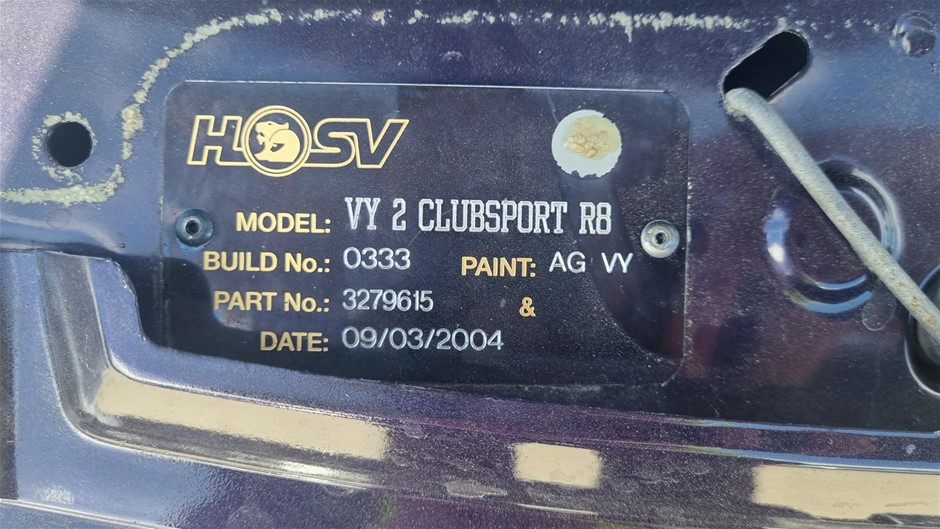 HSV
MODEL: VY 2 CLUBSPORT R8
BUILD No.: 0333 PAINT: AG VY
PART No.: 3279615 &
DATE: 09/03/2004